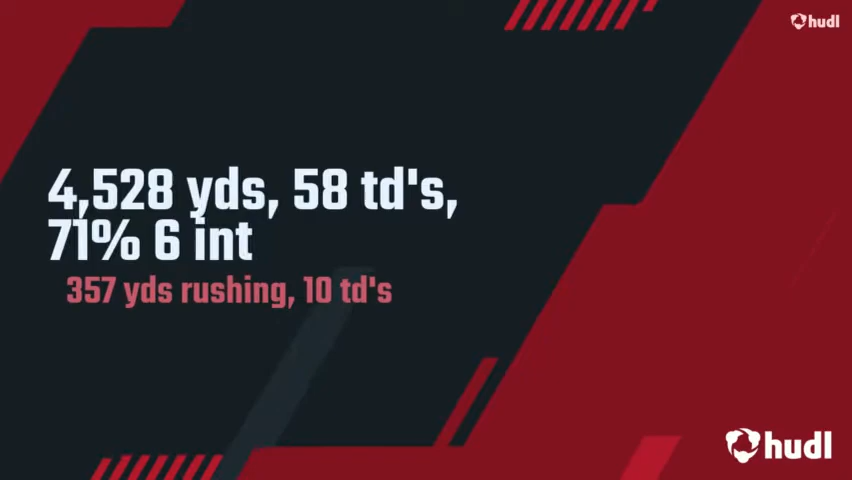 hudl
4,528 yds, 58 td's,
71% 6 int
357 yds rushing, 10 td's
hudl